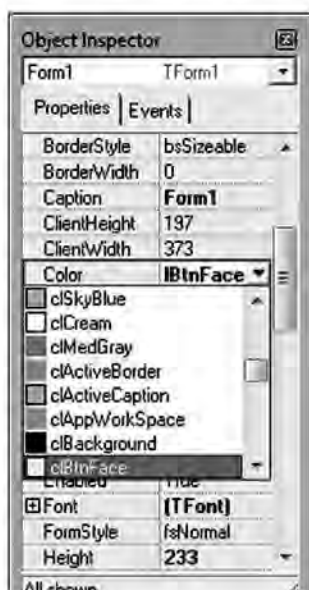 Object Inspector
Form1 TForm1
Properties Events
BorderStyle bsSizeable
BorderWidth 0
Caption Form1
ClientHeight 197
ClientWidth 373
Color lBtnFace
clSkyBlue
clCream
clMedGray
clActiveBorder
clActiveCaption
clAppWorkSpace
clBackground
clBtnFace
Enabled True
Font (TFont)
FormStyle fsNormal
Height 233
All shown